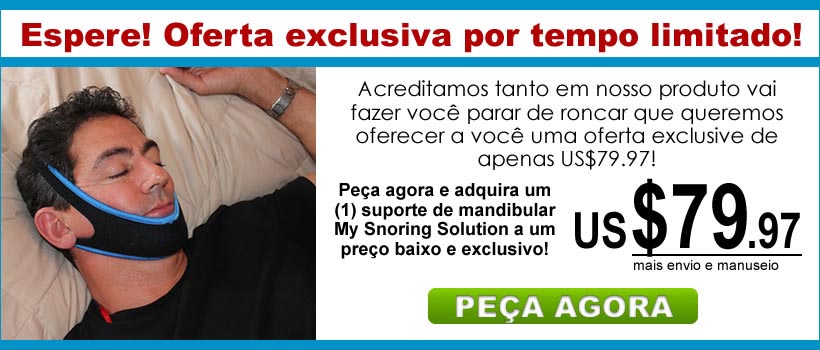 Espere! Oferta exclusiva por tempo limitado!
Acreditamos tanto em nosso produto vai
fazer você parar de roncar que queremos
oferecer a você uma oferta exclusive de
apenas US$79.97!
Peça agora e adquira um
(1) suporte de mandibular
My Snoring Solution a um
preço baixo e exclusivo!
US $79.97
mais envio e manuseio
PEÇA AGORA